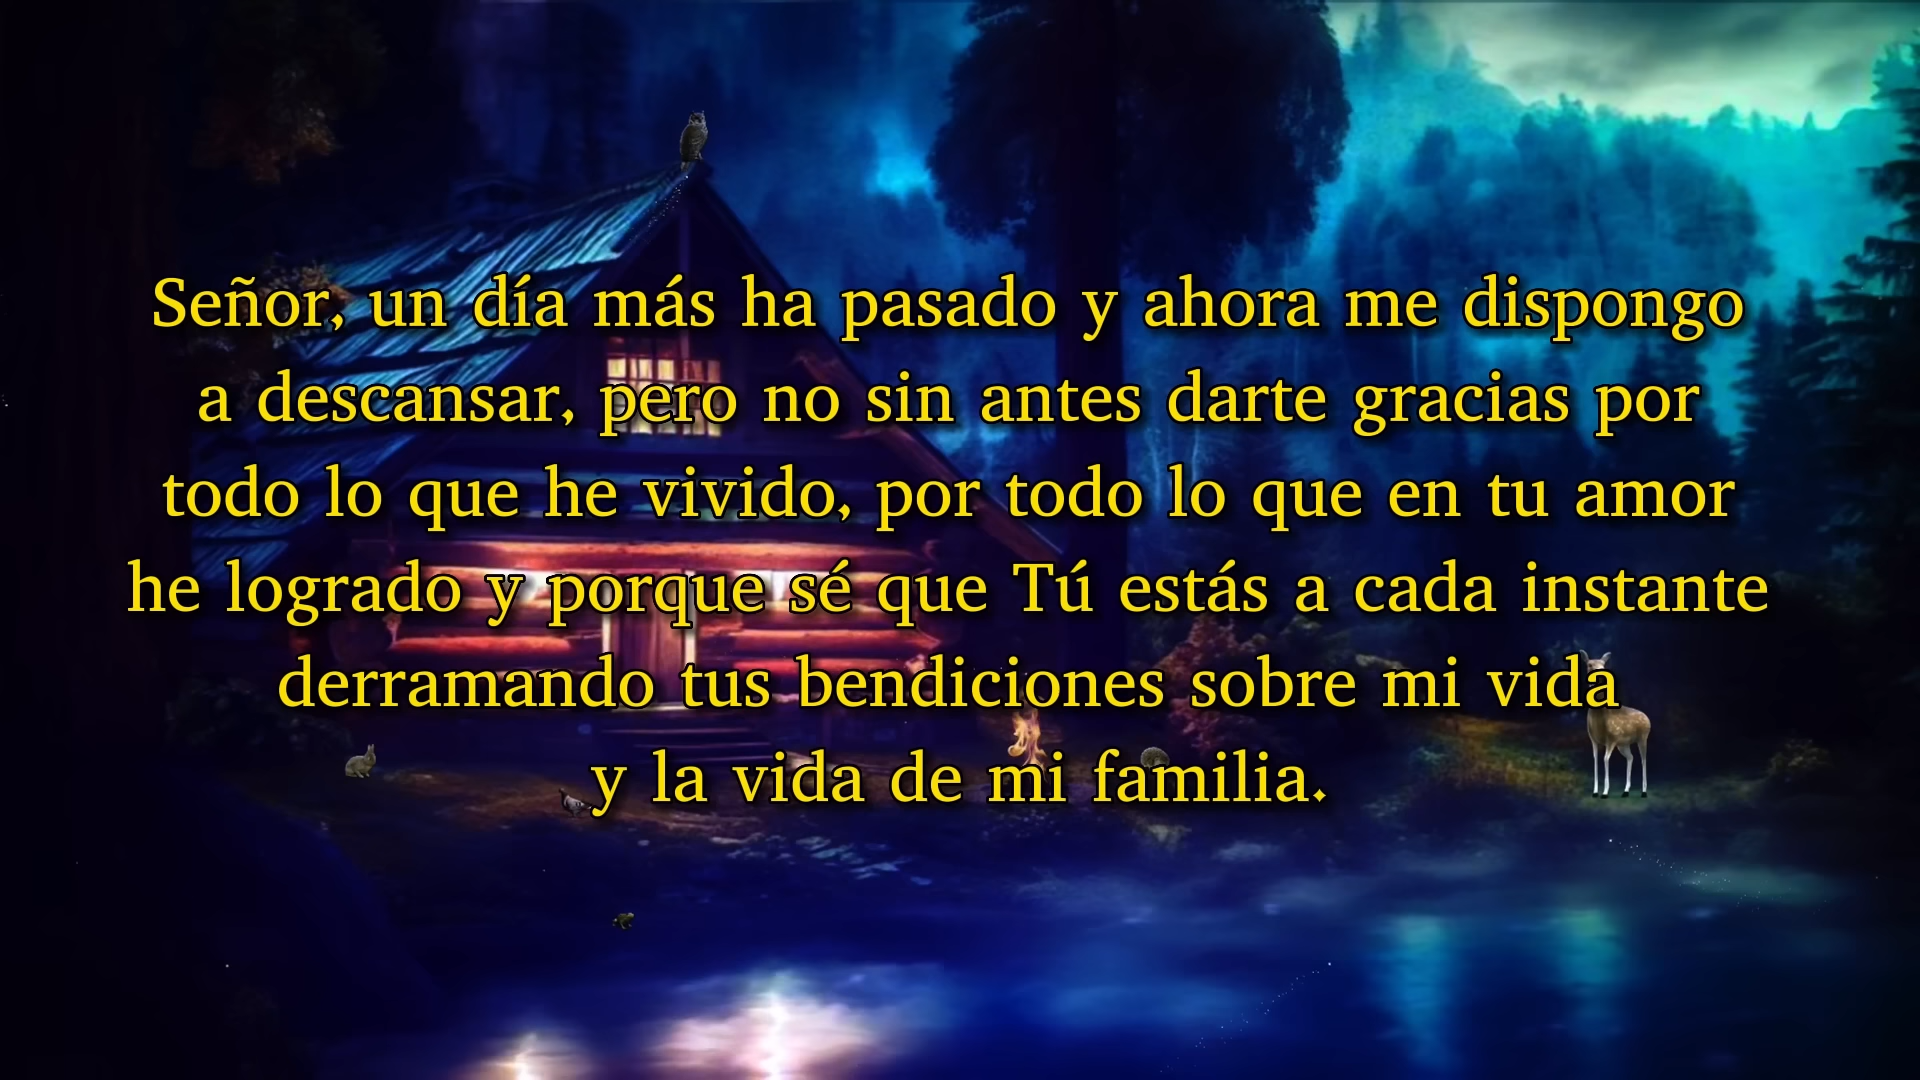 Señor, un día más ha pasado y ahora me dispongo
a descansar, pero no sin antes darte gracias por
todo lo que he vivido, por todo lo que en tu amor
he logrado y porque sé que Tú estás a cada instante
derramando tus bendiciones sobre mi vida
y la vida de mi familia.